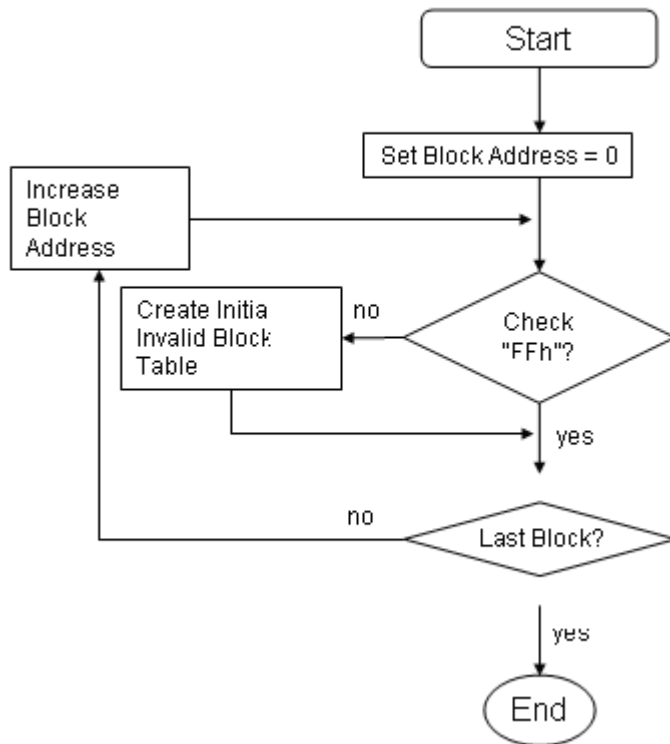 Start
Set Block Address = 0
Increase
Block
Address
Create Initia
Invalid Block
Table
no
Check
"FFh"?
yes
no
Last Block?
yes
End